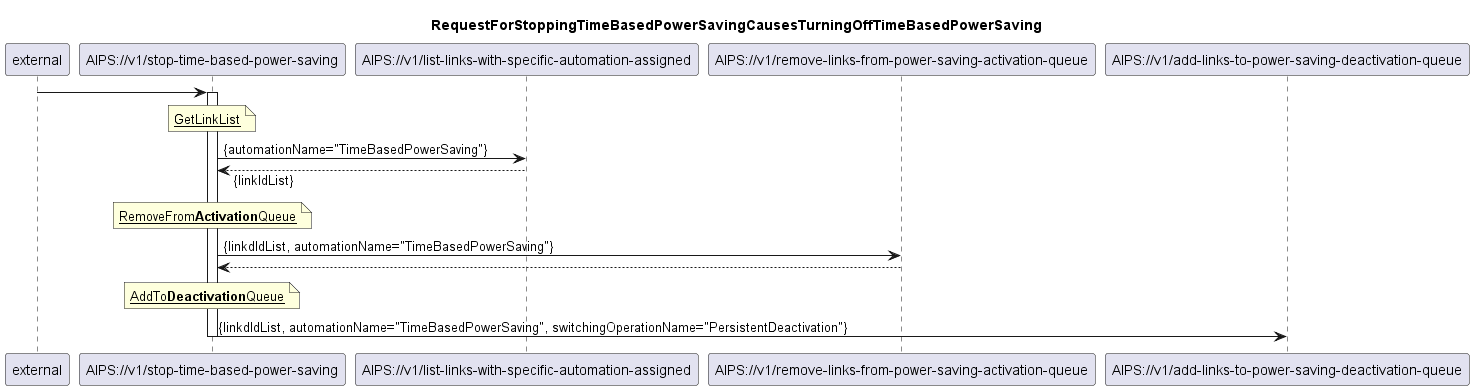 RequestForStoppingTimeBasedPowerSavingCausesTurningOffTimeBasedPowerSaving
external
AIPS://v1/stop-time-based-power-saving
AIPS://v1/list-links-with-specific-automation-assigned
AIPS://v1/remove-links-from-power-saving-activation-queue
AIPS://v1/add-links-to-power-saving-deactivation-queue
GetLinkList
{automationName="TimeBasedPowerSaving"}
{linkIdList}
RemoveFromActivationQueue
{linkdIdList, automationName="TimeBasedPowerSaving"}
AddToDeactivationQueue
{linkdIdList, automationName="TimeBasedPowerSaving", switchingOperationName="PersistentDeactivation"}
external
AIPS://v1/stop-time-based-power-saving
AIPS://v1/list-links-with-specific-automation-assigned
AIPS://v1/remove-links-from-power-saving-activation-queue
AIPS://v1/add-links-to-power-saving-deactivation-queue